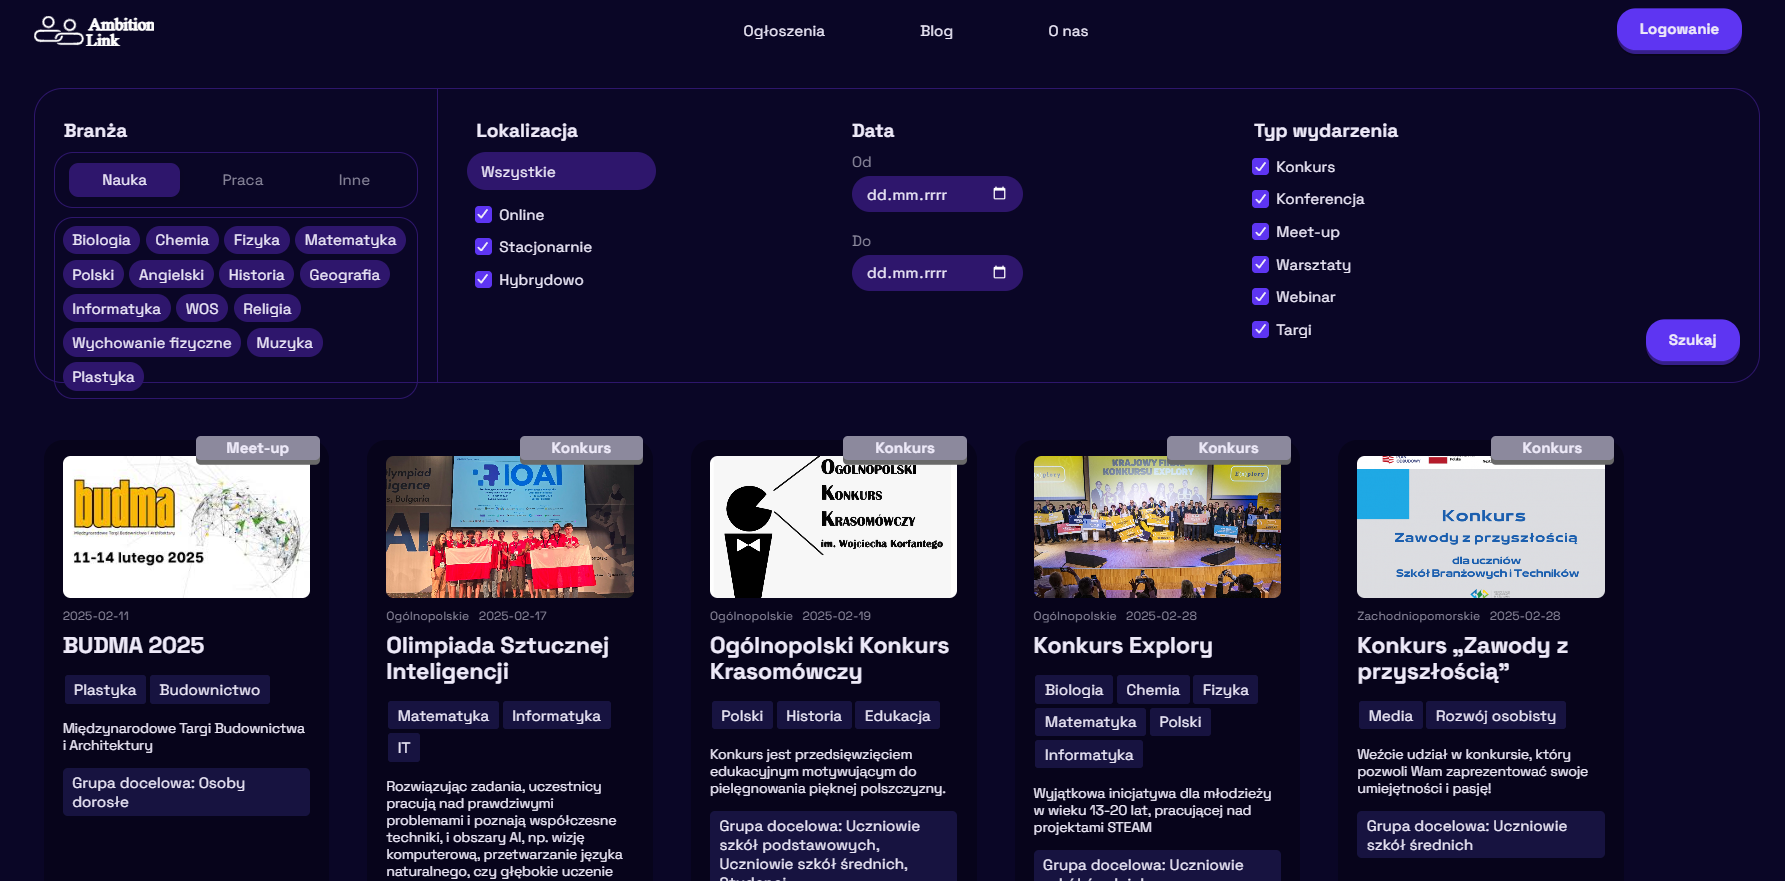 Ambition
Link
Ogłoszenia
Blog
O nas
Logowanie
Branża
Nauka
Praca
Inne
Biologia
Chemia
Fizyka
Matematyka
Polski
Angielski
Historia
Geografia
Informatyka
WOS
Religia
Wychowanie fizyczne
Muzyka
Plastyka
Lokalizacja
Wszystkie
Online
Stacjonarnie
Hybrydowo
Data
Od
dd.mm.rrrr
Do
dd.mm.rrrr
Typ wydarzenia
Konkurs
Konferencja
Meet-up
Warsztaty
Webinar
Targi
Szukaj
Meet-up
budma
Międzynarodowe Targi Budownictwa i Architektury
11-14 lutego 2025
2025-02-11
BUDMA 2025
Plastyka
Budownictwo
Międzynarodowe Targi Budownictwa
i Architektury
Grupa docelowa: Osoby
dorosłe
Konkurs
IOAI
, Bulgaria
AI
Ogólnopolskie 2025-02-17
Olimpiada Sztucznej
Inteligencji
Matematyka
Informatyka
IT
Rozwiązując zadania, uczestnicy
pracują nad prawdziwymi
problemami i poznają współczesne
techniki, i obszary AI, np. wizję
komputerową, przetwarzanie języka
naturalnego, czy głębokie uczenie
Konkurs
Ogólnopolski
Konkurs
Krasomówczy
im. Wojciecha Korfantego
Ogólnopolskie 2025-02-19
Ogólnopolski Konkurs
Krasomówczy
Polski
Historia
Edukacja
Konkurs jest przedsięwzięciem
edukacyjnym motywującym do
pielęgnowania pięknej polszczyzny.
Grupa docelowa: Uczniowie
szkół podstawowych,
Uczniowie szkół średnich,
Konkurs
KRAJOWY FINAŁ
KONKURSU EXPLORY
Ogólnopolskie 2025-02-28
Konkurs Explory
Biologia
Chemia
Fizyka
Matematyka
Polski
Informatyka
Wyjątkowa inicjatywa dla młodzieży
w wieku 13-20 lat, pracującej nad
projektami STEAM
Grupa docelowa: Uczniowie
Konkurs
Konkurs
Zawody z przyszłością
dla uczniów
Szkół Branżowych i Techników
Zachodniopomorskie 2025-02-28
Konkurs „Zawody z
przyszłością”
Media
Rozwój osobisty
Weźcie udział w konkursie, który
pozwoli Wam zaprezentować swoje
umiejętności i pasję!
Grupa docelowa: Uczniowie
szkół średnich